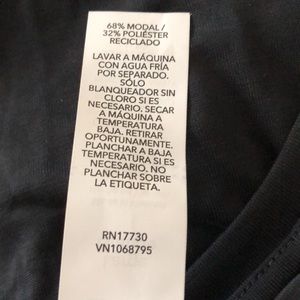 68% MODAL /
32% POLIÉSTER
RECICLADO
LAVAR A MÁQUINA
CON AGUA FRÍA
POR SEPARADO.
SÓLO
BLANQUEADOR SIN
CLORO SI ES
NECESARIO. SECAR
A MÁQUINA A
TEMPERATURA
BAJA. RETIRAR
OPORTUNAMENTE.
PLANCHAR A BAJA
TEMPERATURA SI ES
NECESARIO. NO
PLANCHAR SOBRE
LA ETIQUETA.
RN17730
VN1068795